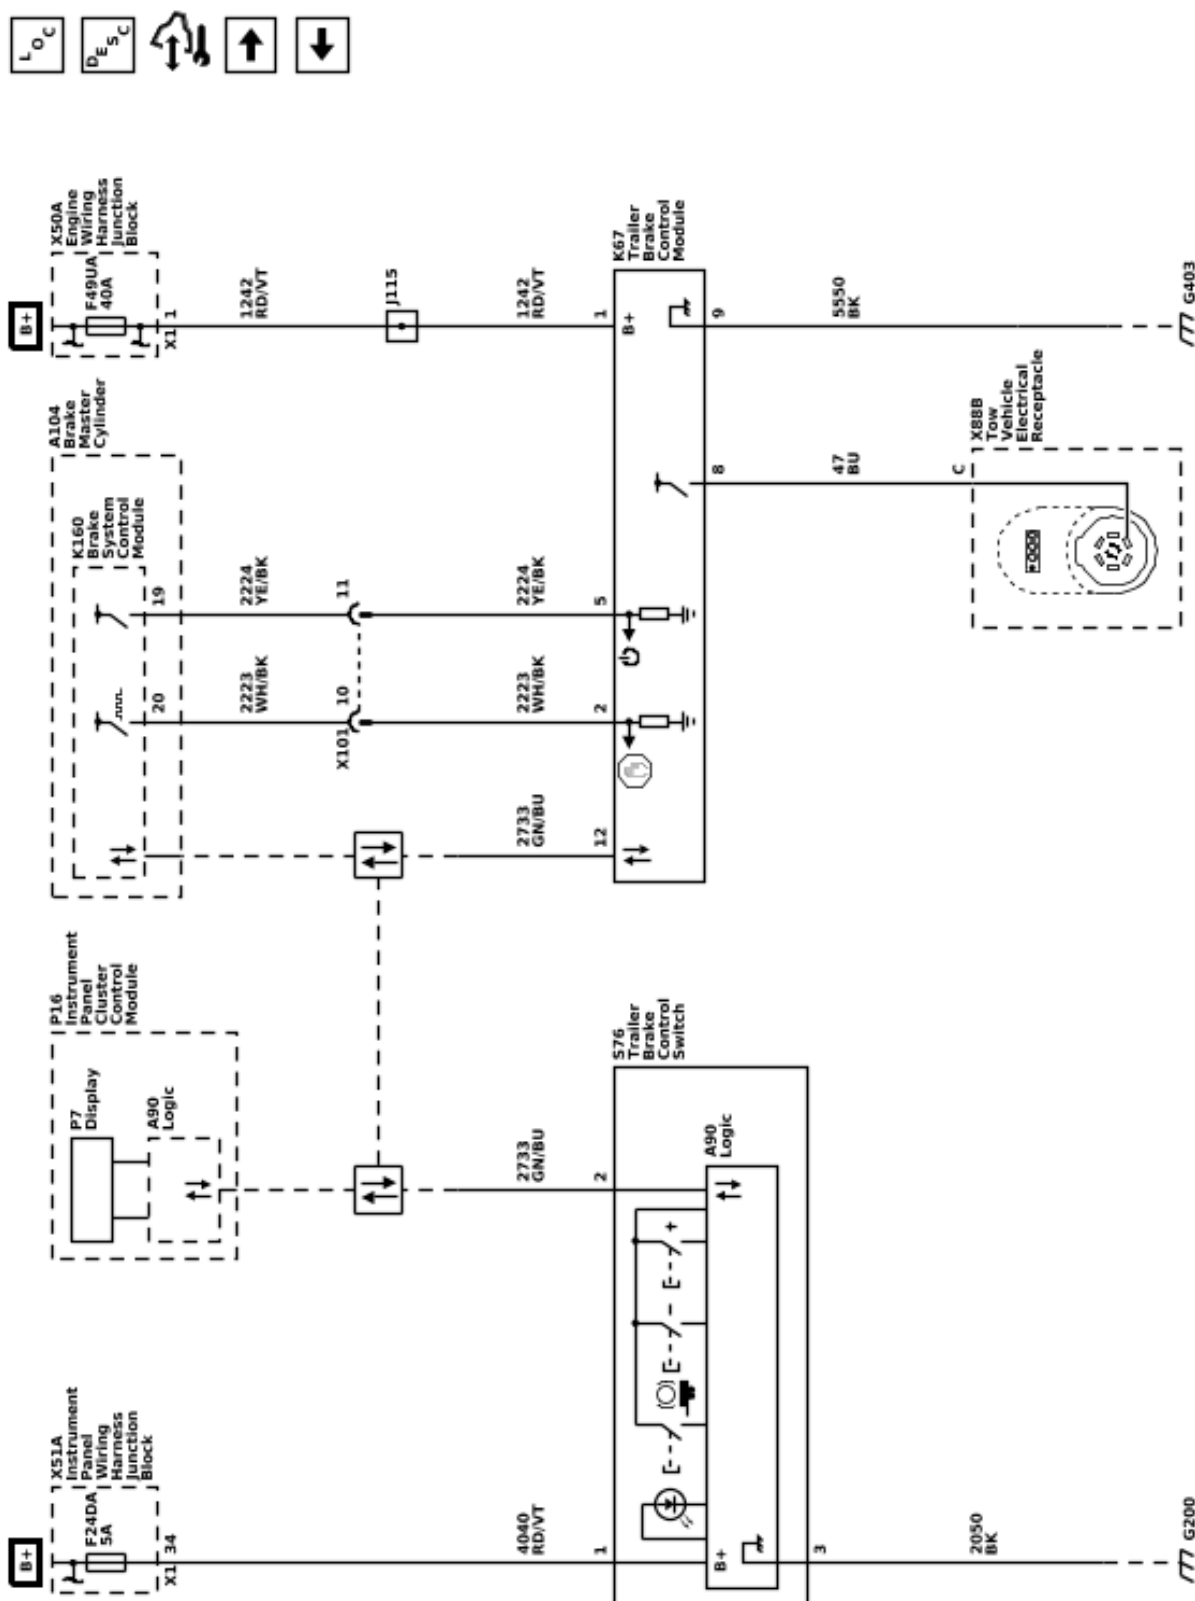 LOC
DESC
B+
X50A
Engine
Wiring
Harness
Junction
Block
F49UA
40A
X1
1
1242
RD/VT
J115
1242
RD/VT
1
B+
K67
Trailer
Brake
Control
Module
9
5550
BK
G403
A104
Brake
Master
Cylinder
K160
Brake
System
Control
Module
19
2224
YE/BK
11
2224
YE/BK
5
20
2223
WH/BK
X101
10
2223
WH/BK
2
8
47
BU
C
X88B
Tow
Vehicle
Electrical
Receptacle
2733
GN/BU
12
P16
Instrument
Panel
Cluster
Control
Module
P7
Display
A90
Logic
2733
GN/BU
2
S76
Trailer
Brake
Control
Switch
A90
Logic
+
−
B+
X51A
Instrument
Panel
Wiring
Harness
Junction
Block
F24DA
5A
X1
34
4040
RD/VT
1
B+
3
2050
BK
G200